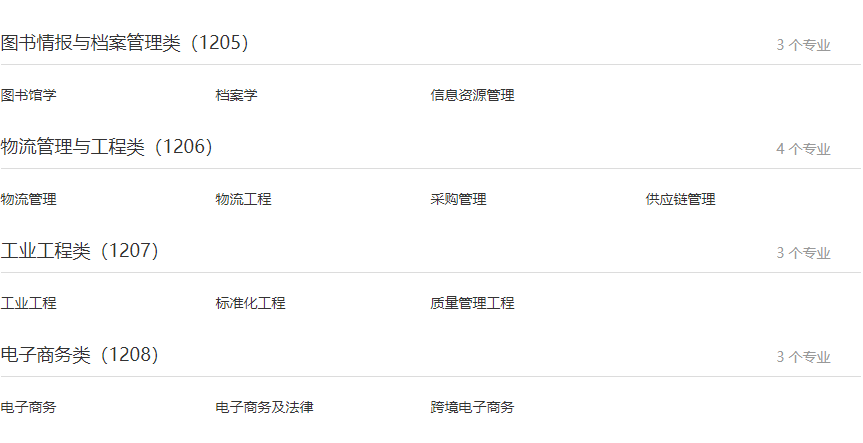 图书情报与档案管理类（1205） 3 个专业
图书馆学 档案学 信息资源管理
物流管理与工程类（1206） 4 个专业
物流管理 物流工程 采购管理 供应链管理
工业工程类（1207） 3 个专业
工业工程 标准化工程 质量管理工程
电子商务类（1208） 3 个专业
电子商务 电子商务及法律 跨境电子商务